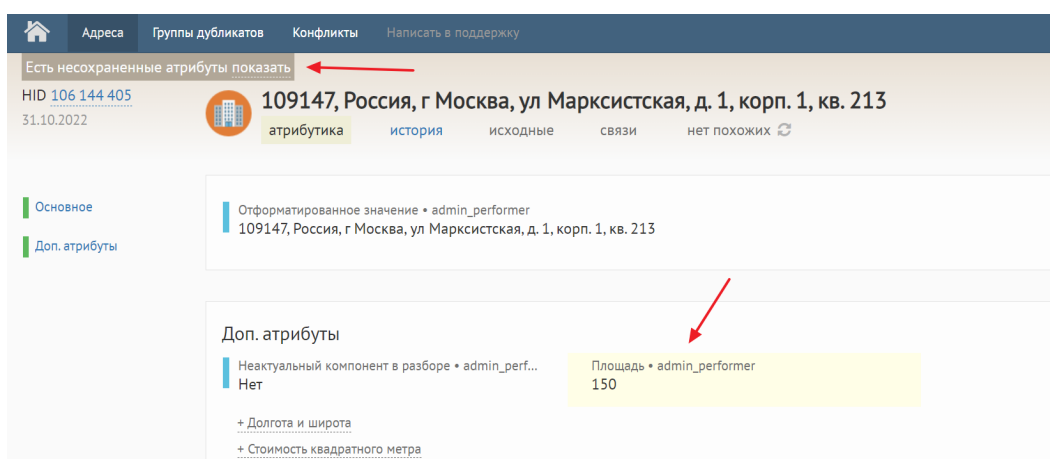 Адреса Группы дубликатов Конфликты Написать в поддержку
Есть несохраненные атрибуты показать
HID 106 144 405
31.10.2022
109147, Россия, г Москва, ул Марксистская, д. 1, корп. 1, кв. 213
атрибутика история исходные связи нет похожих
Основное
Доп. атрибуты
Отформатированное значение • admin_performer
109147, Россия, г Москва, ул Марксистская, д. 1, корп. 1, кв. 213
Доп. атрибуты
Неактуальный компонент в разборе • admin_perf... Площадь • admin_performer
Нет 150
+ Долгота и широта
+ Стоимость квадратного метра